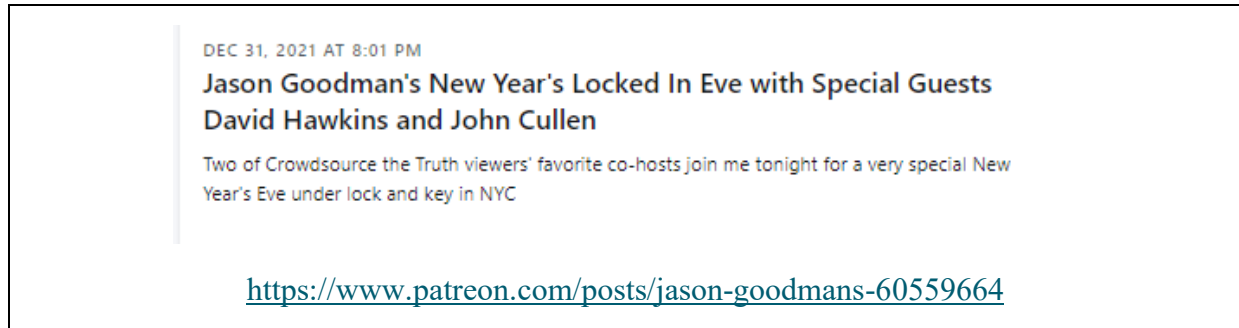 DEC 31, 2021 AT 8:01 PM
Jason Goodman's New Year's Locked In Eve with Special Guests
David Hawkins and John Cullen
Two of Crowdsource the Truth viewers' favorite co-hosts join me tonight for a very special New
Year's Eve under lock and key in NYC
https://www.patreon.com/posts/jason-goodmans-60559664